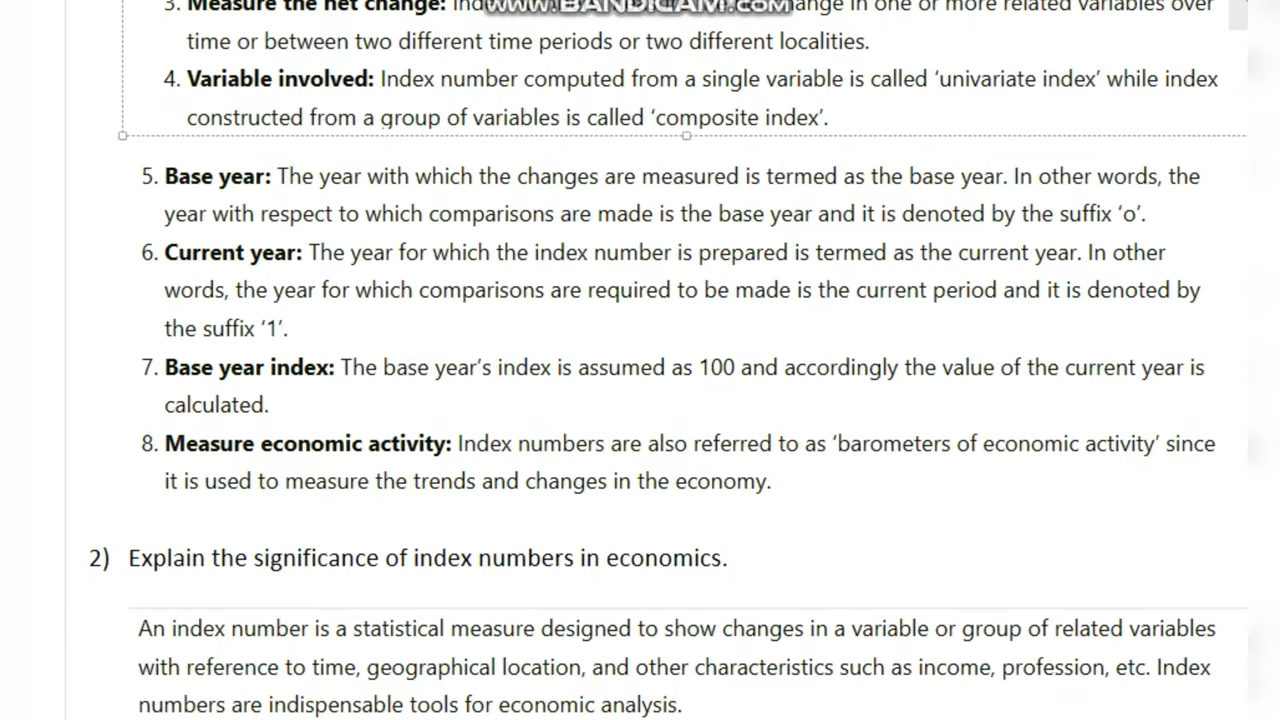 www.BANDICAM.com
3. Measure the net change: change in one or more related variables over
time or between two different time periods or two different localities.
4. Variable involved: Index number computed from a single variable is called ‘univariate index’ while index
constructed from a group of variables is called ‘composite index’.
5. Base year: The year with which the changes are measured is termed as the base year. In other words, the
year with respect to which comparisons are made is the base year and it is denoted by the suffix ‘o’.
6. Current year: The year for which the index number is prepared is termed as the current year. In other
words, the year for which comparisons are required to be made is the current period and it is denoted by
the suffix ‘1’.
7. Base year index: The base year’s index is assumed as 100 and accordingly the value of the current year is
calculated.
8. Measure economic activity: Index numbers are also referred to as ‘barometers of economic activity’ since
it is used to measure the trends and changes in the economy.
2) Explain the significance of index numbers in economics.
An index number is a statistical measure designed to show changes in a variable or group of related variables
with reference to time, geographical location, and other characteristics such as income, profession, etc. Index
numbers are indispensable tools for economic analysis.